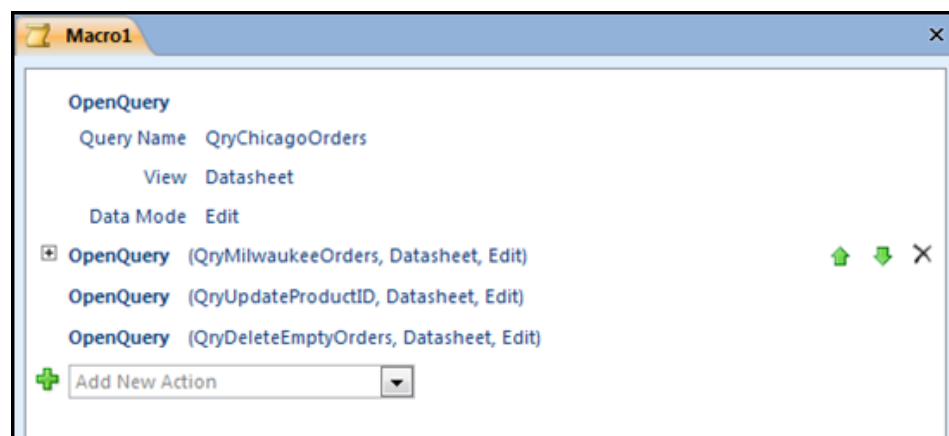 Macro1
OpenQuery
Query Name QryChicagoOrders
View Datasheet
Data Mode Edit
OpenQuery (QryMilwaukeeOrders, Datasheet, Edit)
OpenQuery (QryUpdateProductID, Datasheet, Edit)
OpenQuery (QryDeleteEmptyOrders, Datasheet, Edit)
Add New Action